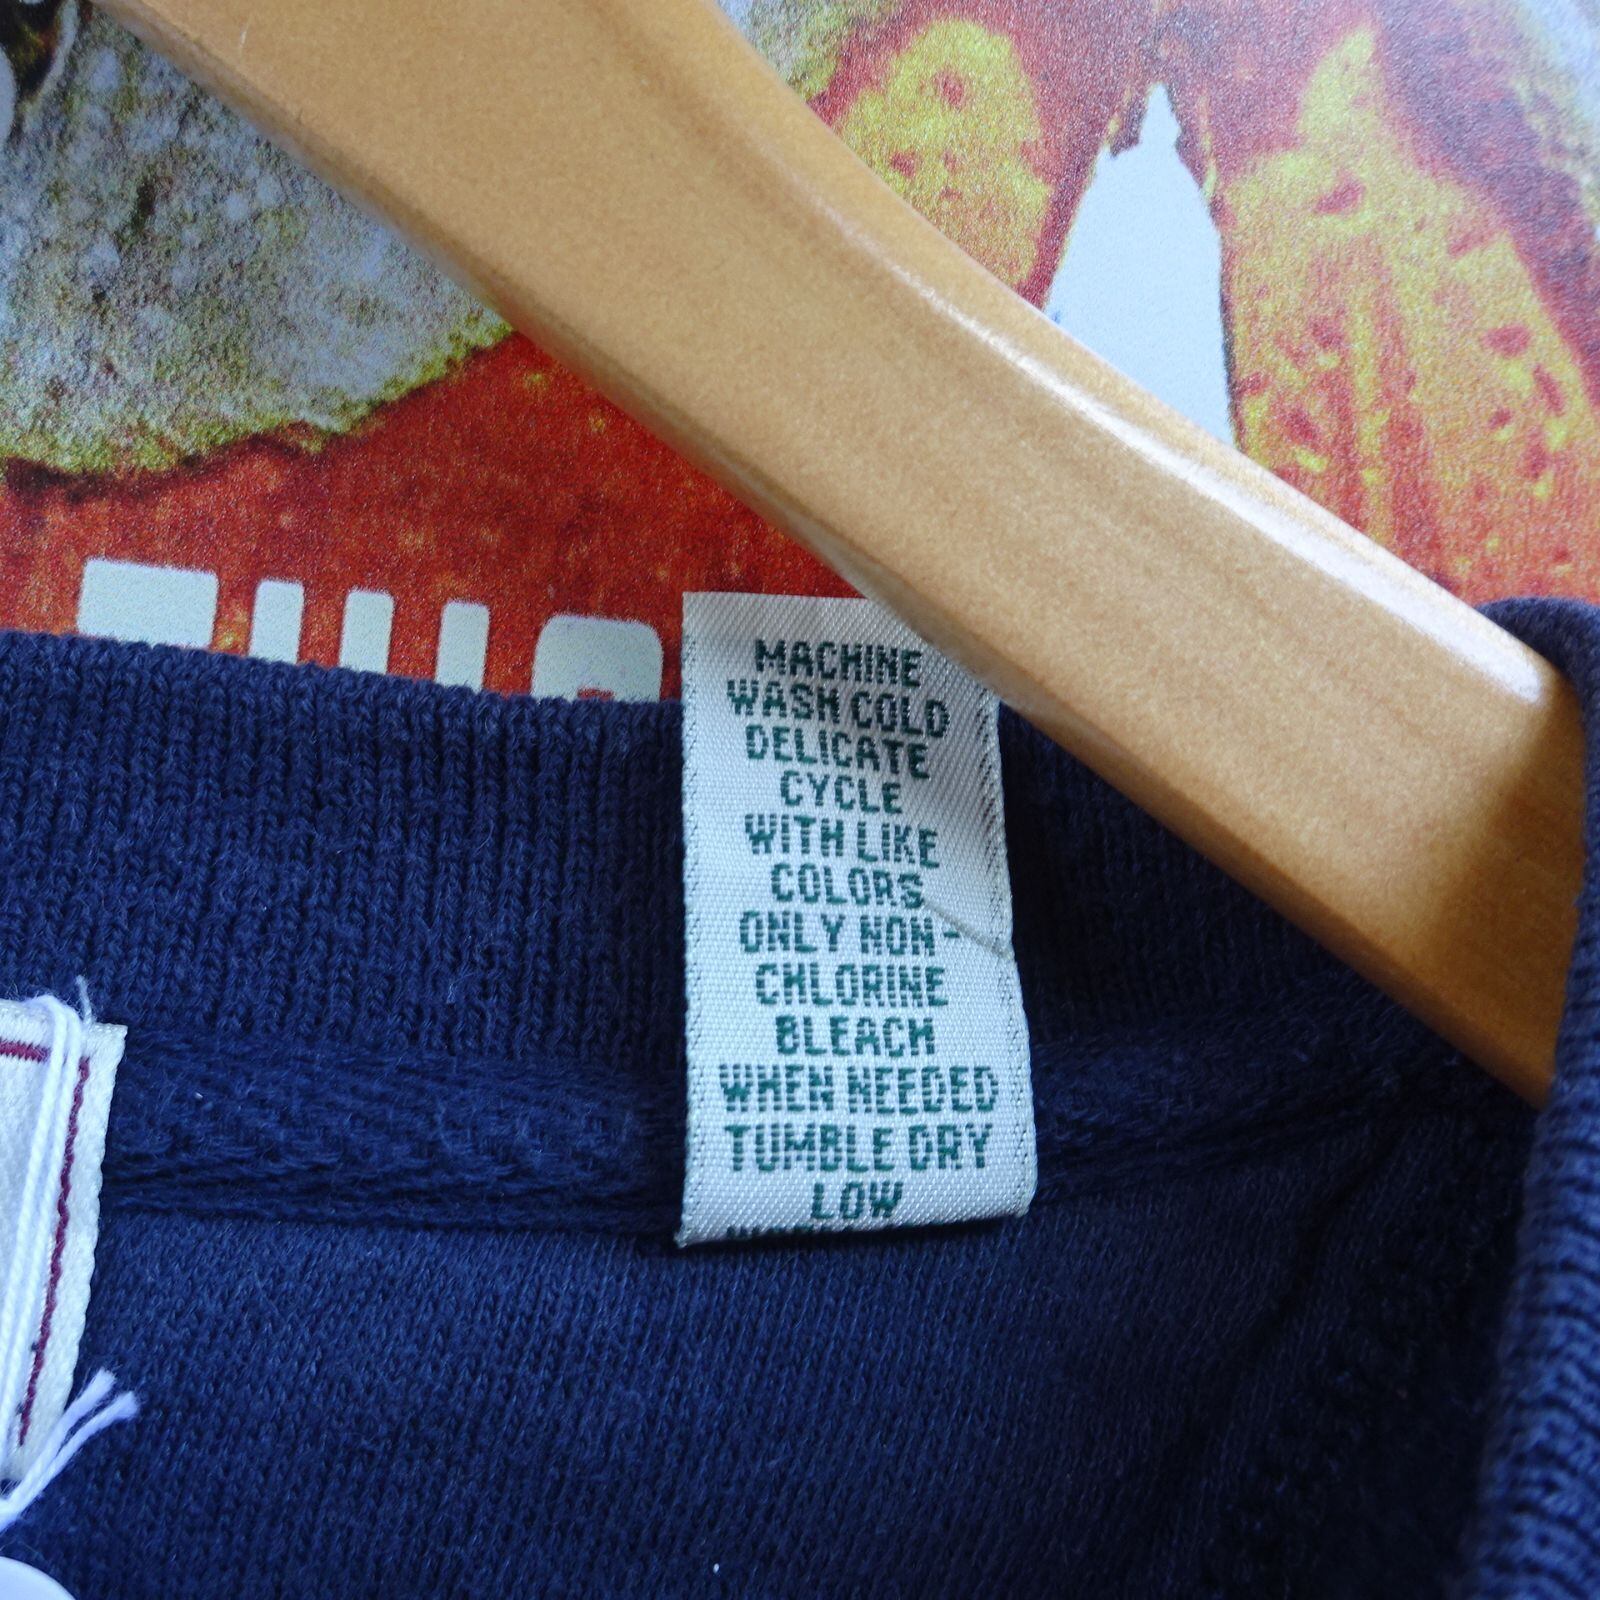 MACHINE
WASH COLD
DELICATE
CYCLE
WITH LIKE
COLORS
ONLY NON-
CHLORINE
BLEACH
WHEN NEEDED
TUMBLE DRY
LOW